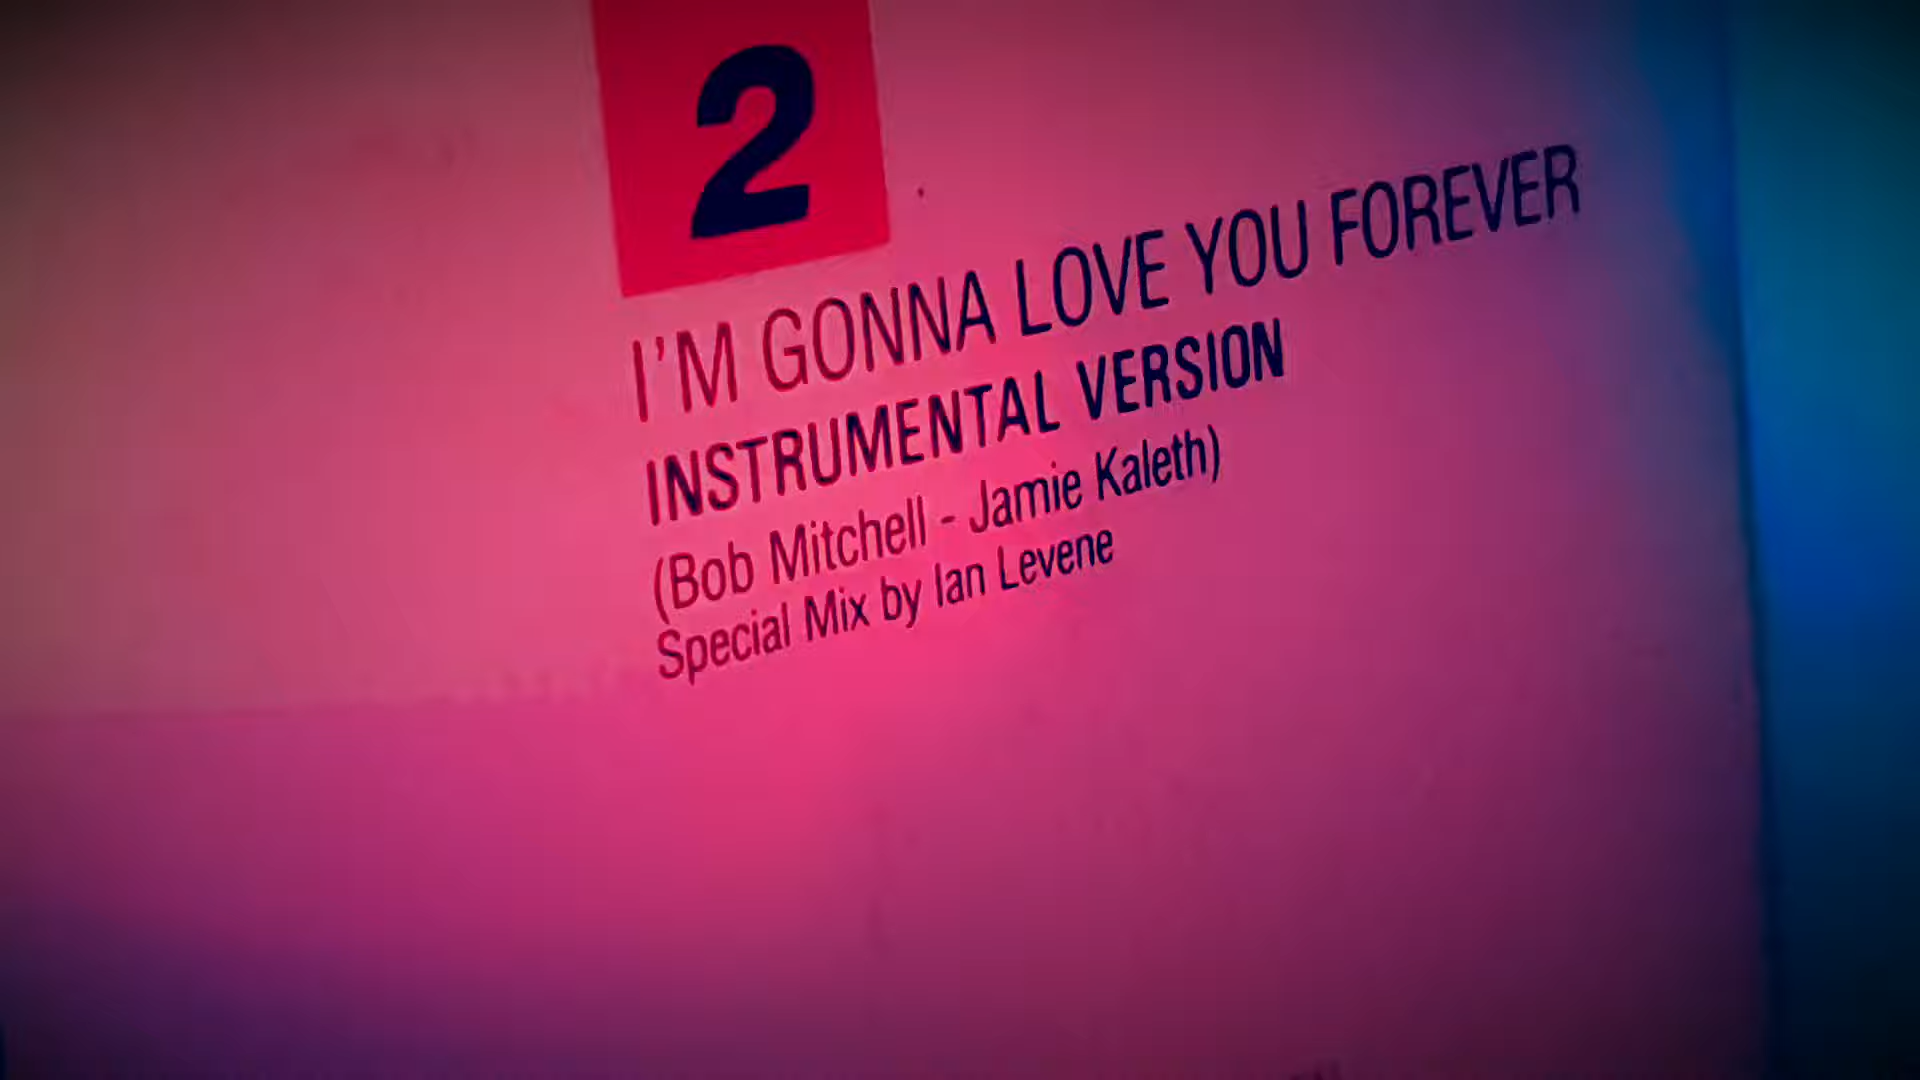 2
I'M GONNA LOVE YOU FOREVER
INSTRUMENTAL VERSION
(Bob Mitchell - Jamie Kaleth)
Special Mix by Ian Levene